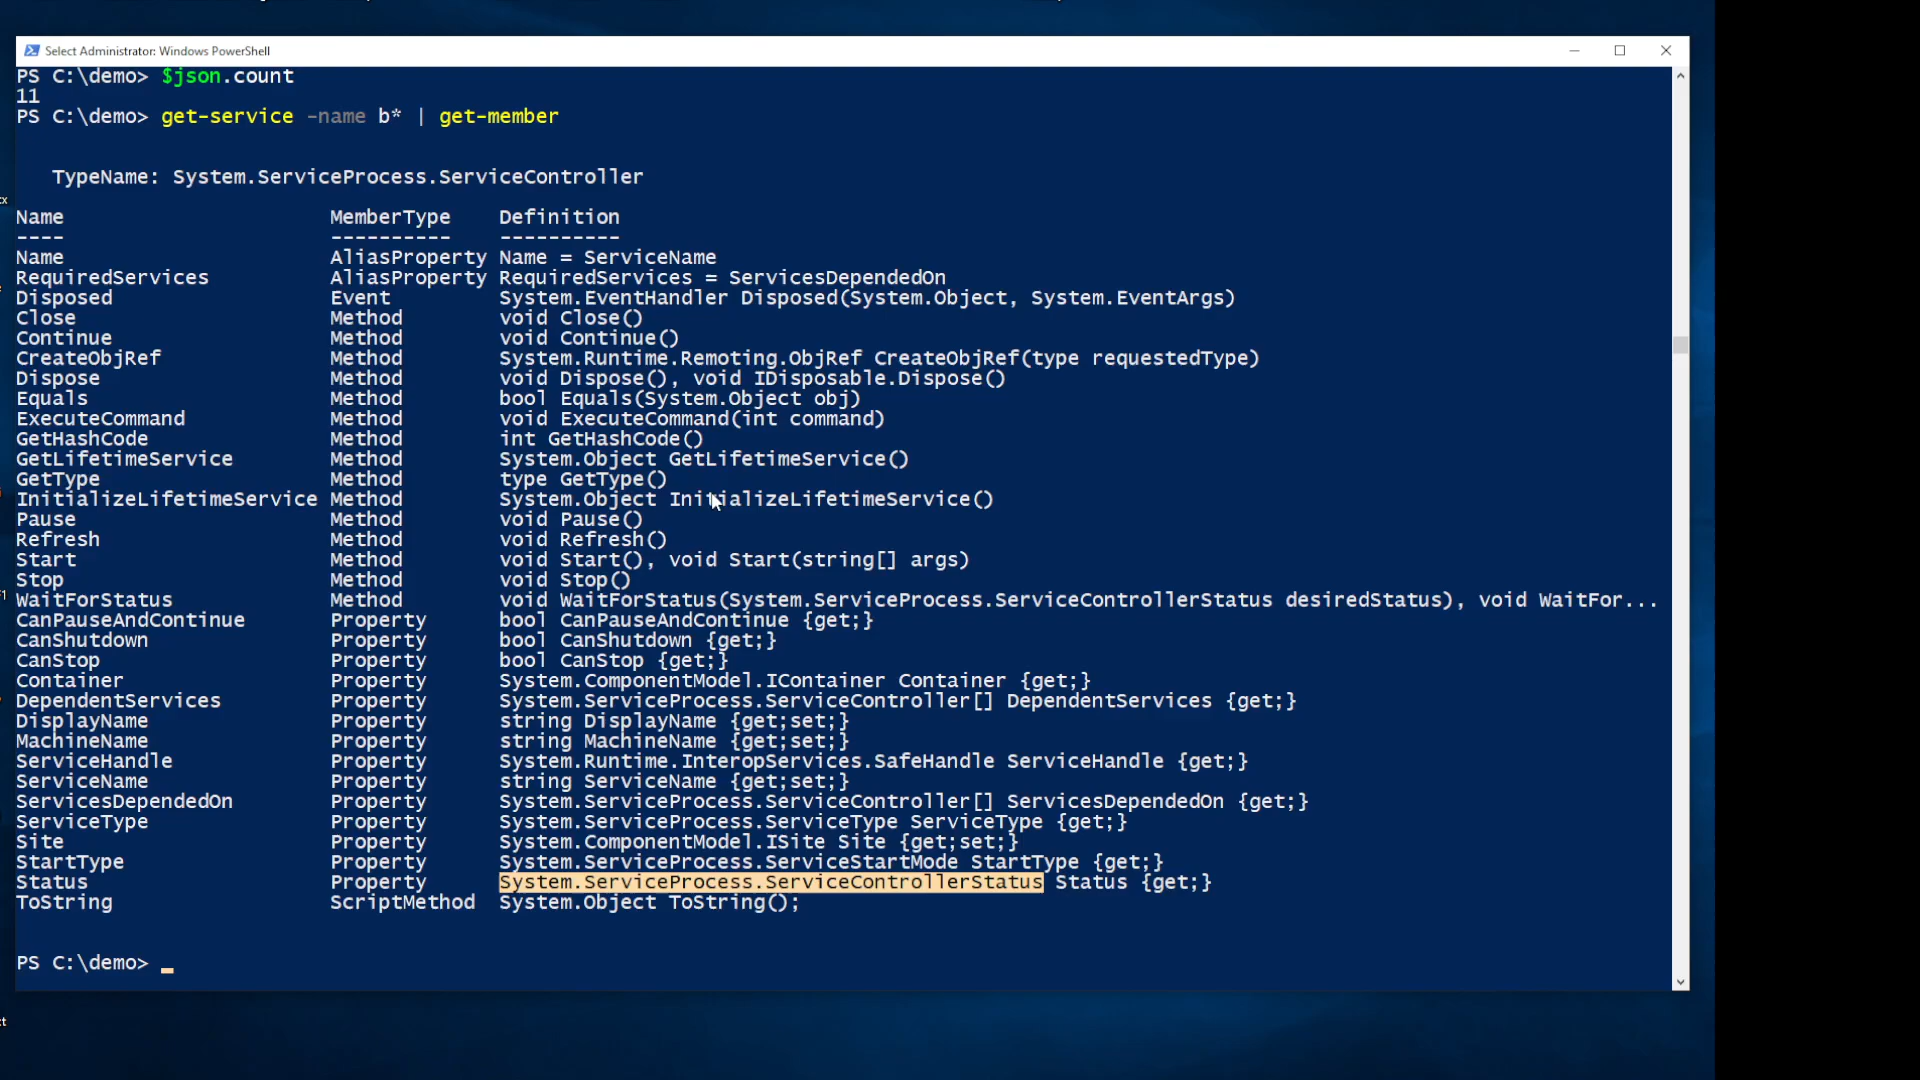 Select Administrator: Windows PowerShell
PS C:\demo> $json.count
11
PS C:\demo> get-service -name b* | get-member
TypeName: System.ServiceProcess.ServiceController
Name MemberType Definition
---- ---------- ----------
Name AliasProperty Name = ServiceName
RequiredServices AliasProperty RequiredServices = ServicesDependedOn
Disposed Event System.EventHandler Disposed(System.Object, System.EventArgs)
Close Method void Close()
Continue Method void Continue()
CreateObjRef Method System.Runtime.Remoting.ObjRef CreateObjRef(type requestedType)
Dispose Method void Dispose(), void IDisposable.Dispose()
Equals Method bool Equals(System.Object obj)
ExecuteCommand Method void ExecuteCommand(int command)
GetHashCode Method int GetHashCode()
GetLifetimeService Method System.Object GetLifetimeService()
GetType Method type GetType()
InitializeLifetimeService Method System.Object InitializeLifetimeService()
Pause Method void Pause()
Refresh Method void Refresh()
Start Method void Start(), void Start(string[] args)
Stop Method void Stop()
WaitForStatus Method void WaitForStatus(System.ServiceProcess.ServiceControllerStatus desiredStatus), void WaitFor...
CanPauseAndContinue Property bool CanPauseAndContinue {get;}
CanShutdown Property bool CanShutdown {get;}
CanStop Property bool CanStop {get;}
Container Property System.ComponentModel.IContainer Container {get;}
DependentServices Property System.ServiceProcess.ServiceController[] DependentServices {get;}
DisplayName Property string DisplayName {get;set;}
MachineName Property string MachineName {get;set;}
ServiceHandle Property System.Runtime.InteropServices.SafeHandle ServiceHandle {get;}
ServiceName Property string ServiceName {get;set;}
ServicesDependedOn Property System.ServiceProcess.ServiceController[] ServicesDependedOn {get;}
ServiceType Property System.ServiceProcess.ServiceType ServiceType {get;}
Site Property System.ComponentModel.ISite Site {get;set;}
StartType Property System.ServiceProcess.ServiceStartMode StartType {get;}
Status Property System.ServiceProcess.ServiceControllerStatus Status {get;}
ToString ScriptMethod System.Object ToString();
PS C:\demo>